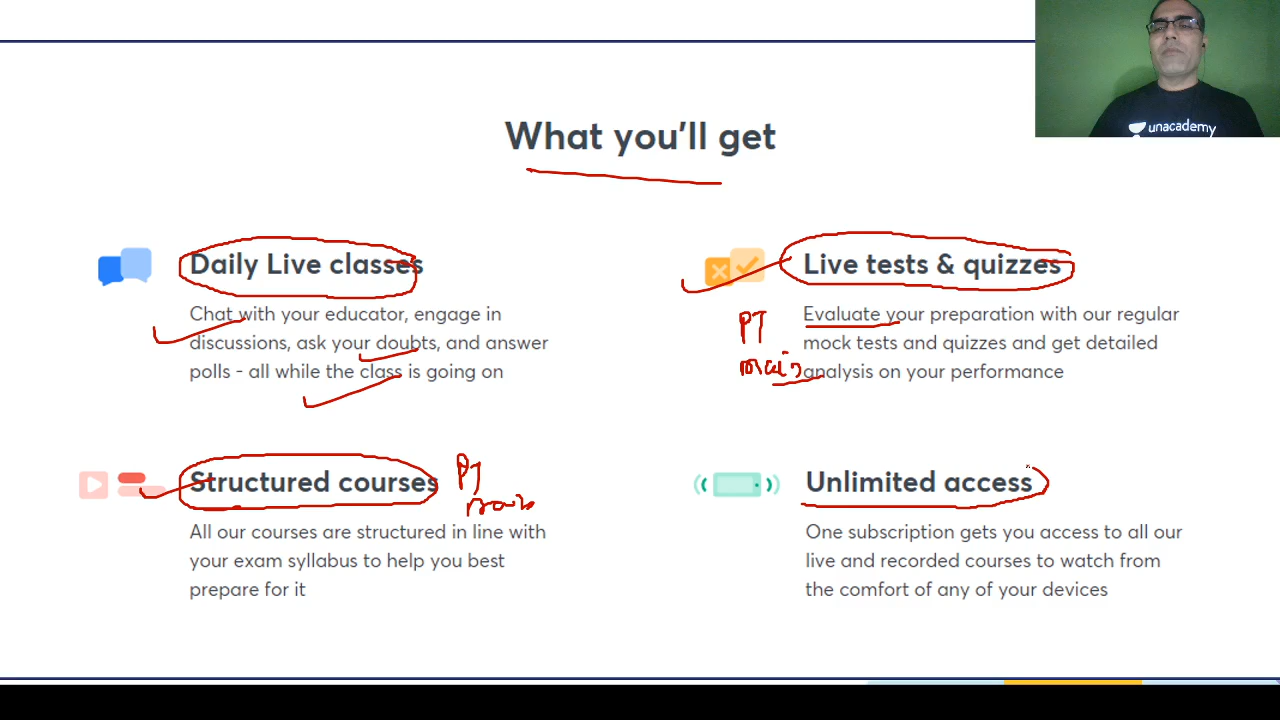 unacademy
What you'll get
Daily Live classes
Chat with your educator, engage in
discussions, ask your doubts, and answer
polls - all while the class is going on
Live tests & quizzes
PT
Evaluate your preparation with our regular
mock tests and quizzes and get detailed
mains
analysis on your performance
Structured courses
PT
All our courses are structured in line with
your exam syllabus to help you best
prepare for it
Unlimited access
One subscription gets you access to all our
live and recorded courses to watch from
the comfort of any of your devices